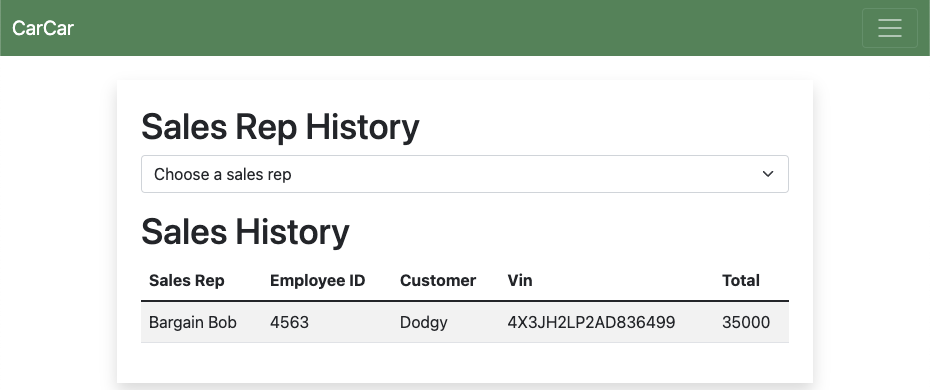 CarCar
Sales Rep History
Choose a sales rep
Sales History
Sales Rep Employee ID Customer Vin Total
Bargain Bob 4563 Dodgy 4X3JH2LP2AD836499 35000